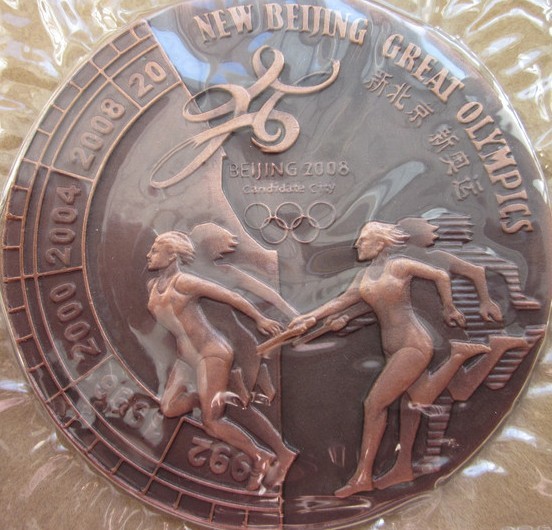 NEW BEIJING GREAT OLYMPICS
新北京 新奥运
BEIJING 2008
Candidate City
20
2008
2004
2000
1996
1992